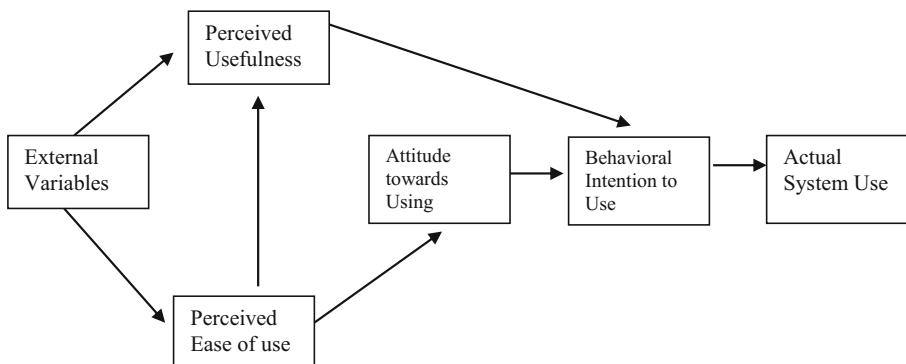 Perceived
Usefulness
External
Variables
Attitude
towards
Using
Behavioral
Intention to
Use
Actual
System Use
Perceived
Ease of use